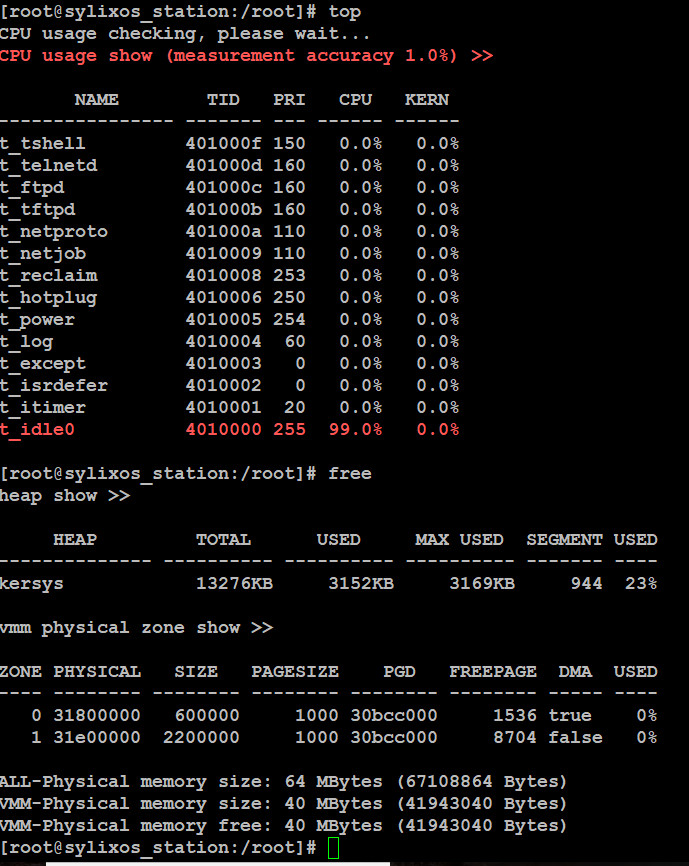 [root@sylixos_station:/root]# top
CPU usage checking, please wait...
CPU usage show (measurement accuracy 1.0%) >>
       NAME         TID    PRI   CPU   KERN
---------------- ------- --- ------ ------
t_tshell         401000f 150   0.0%   0.0%
t_telnetd        401000d 160   0.0%   0.0%
t_ftpd           401000c 160   0.0%   0.0%
t_tftpd          401000b 160   0.0%   0.0%
t_netproto       401000a 110   0.0%   0.0%
t_netjob         4010009 110   0.0%   0.0%
t_reclaim        4010008 253   0.0%   0.0%
t_hotplug        4010006 250   0.0%   0.0%
t_power          4010005 254   0.0%   0.0%
t_log            4010004  60   0.0%   0.0%
t_except         4010003   0   0.0%   0.0%
t_isrdefer       4010002   0   0.0%   0.0%
t_itimer         4010001  20   0.0%   0.0%
t_idle0          4010000 255  99.0%   0.0%
[root@sylixos_station:/root]# free
heap show >>
     HEAP         TOTAL      USED     MAX USED  SEGMENT USED
-------------- ---------- ---------- ---------- ------- ----
kersys            13276KB     3152KB     3169KB     944  23%
vmm physical zone show >>
ZONE PHYSICAL   SIZE   PAGESIZE    PGD   FREEPAGE  DMA  USED
---- -------- -------- -------- -------- -------- ----- ----
   0 31800000   600000     1000 30bcc000     1536 true    0%
   1 31e00000  2200000     1000 30bcc000     8704 false   0%
ALL-Physical memory size: 64 MBytes (67108864 Bytes)
VMM-Physical memory size: 40 MBytes (41943040 Bytes)
VMM-Physical memory free: 40 MBytes (41943040 Bytes)
[root@sylixos_station:/root]#